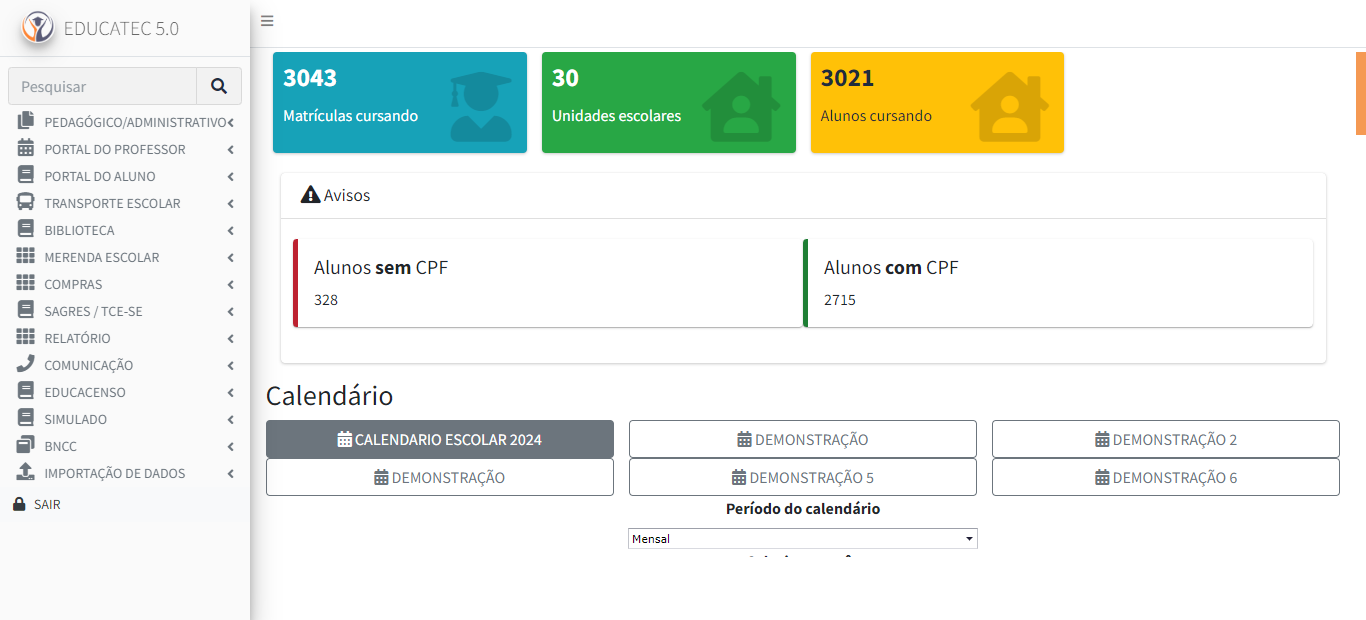 EDUCATEC 5.0
Pesquisar
PEDAGÓGICO/ADMINISTRATIVO
PORTAL DO PROFESSOR
PORTAL DO ALUNO
TRANSPORTE ESCOLAR
BIBLIOTECA
MERENDA ESCOLAR
COMPRAS
SAGRES / TCE-SE
RELATÓRIO
COMUNICAÇÃO
EDUCACENSO
SIMULADO
BNCC
IMPORTAÇÃO DE DADOS
SAIR
3043
Matrículas cursando
30
Unidades escolares
3021
Alunos cursando
Avisos
Alunos sem CPF
328
Alunos com CPF
2715
Calendário
CALENDARIO ESCOLAR 2024
DEMONSTRAÇÃO
DEMONSTRAÇÃO 2
DEMONSTRAÇÃO
DEMONSTRAÇÃO 5
DEMONSTRAÇÃO 6
Período do calendário
Mensal